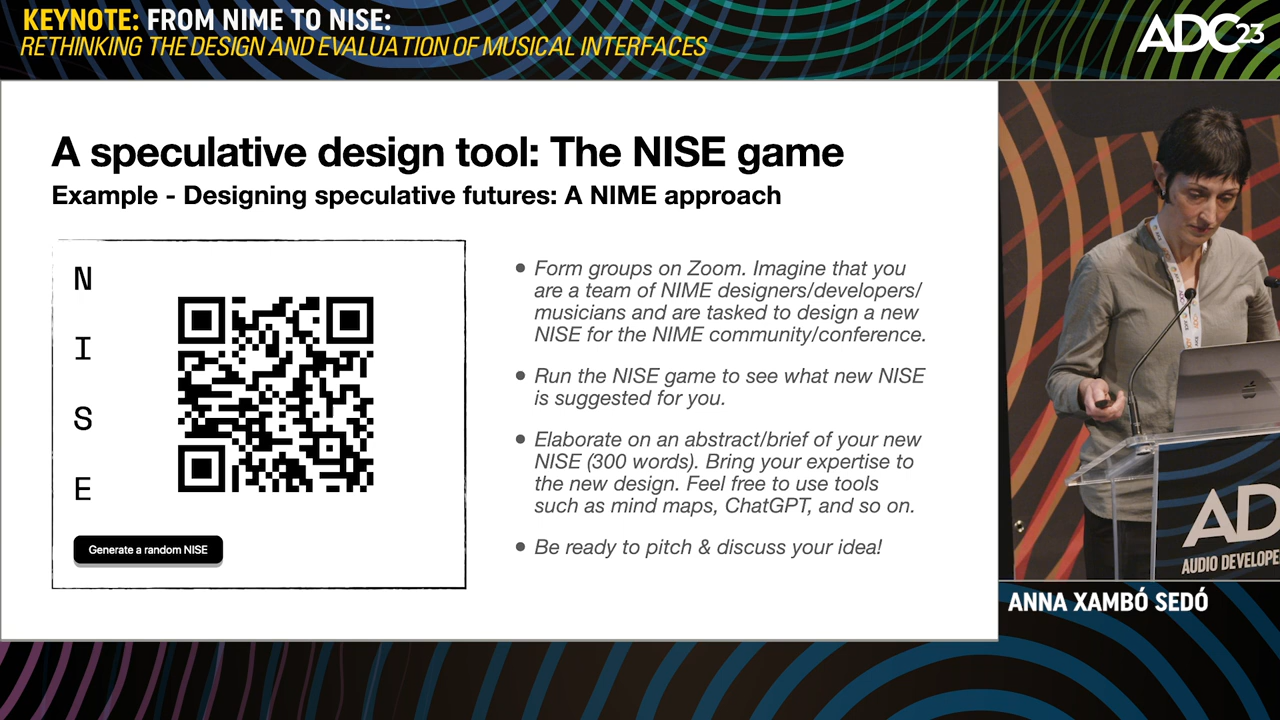 KEYNOTE: FROM NIME TO NISE:
RETHINKING THE DESIGN AND EVALUATION OF MUSICAL INTERFACES
ADC23
A speculative design tool: The NISE game
Example - Designing speculative futures: A NIME approach
N
I
S
E
Generate a random NISE
• Form groups on Zoom. Imagine that you
are a team of NIME designers/developers/
musicians and are tasked to design a new
NISE for the NIME community/conference.
• Run the NISE game to see what new NISE
is suggested for you.
• Elaborate on an abstract/brief of your new
NISE (300 words). Bring your expertise to
the new design. Feel free to use tools
such as mind maps, ChatGPT, and so on.
• Be ready to pitch & discuss your idea!
AD
AUDIO DEVELOPE
ANNA XAMBÓ SEDÓ